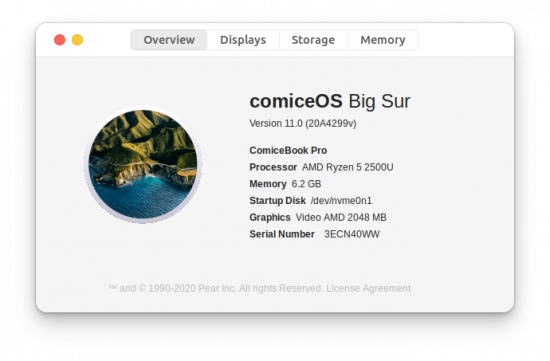 Overview Displays Storage Memory
comiceOS Big Sur
Version 11.0 (20A4299v)
ComiceBook Pro
Processor AMD Ryzen 5 2500U
Memory 6.2 GB
Startup Disk /dev/nvme0n1
Graphics Video AMD 2048 MB
Serial Number 3ECN40WW
™ and © 1990-2020 Pear Inc. All rights Reserved. License Agreement